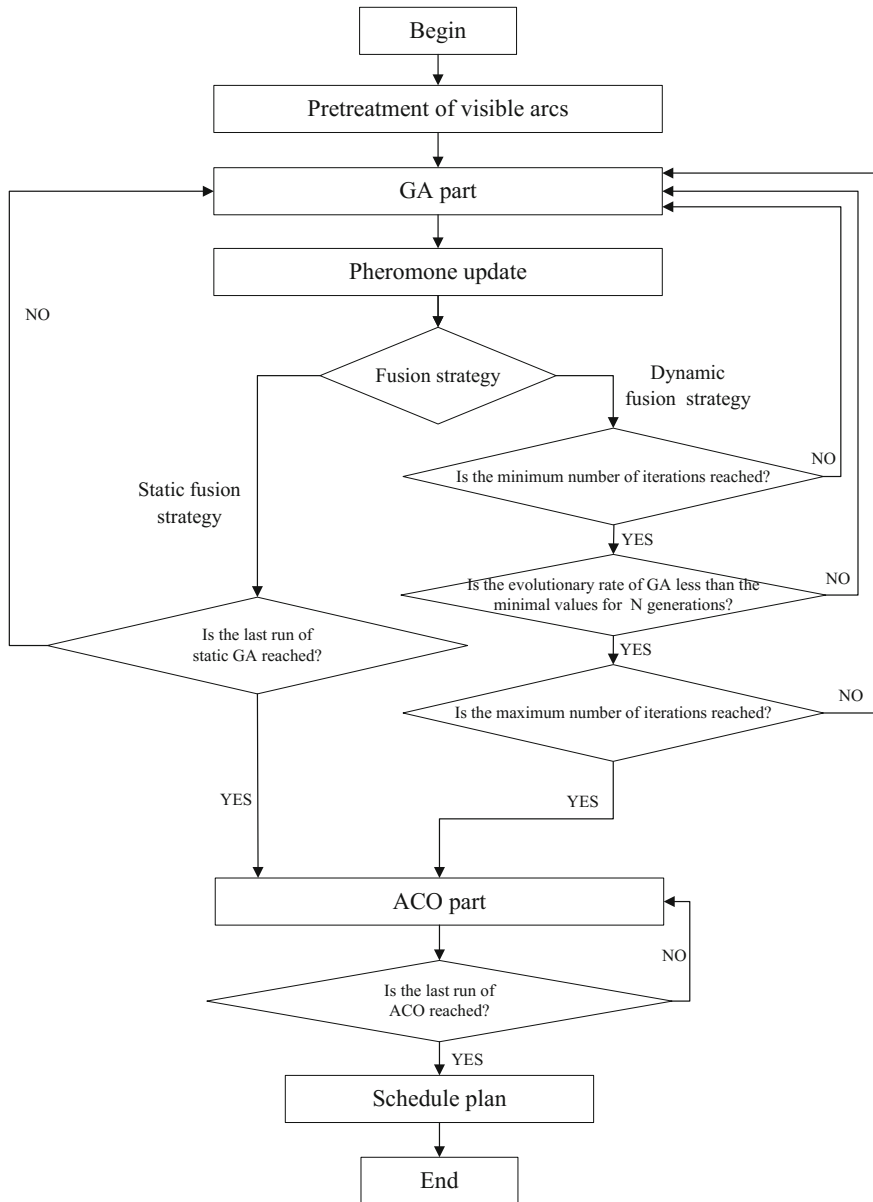 Begin
Pretreatment of visible arcs
GA part
Pheromone update
NO
Fusion strategy
Dynamic
fusion strategy
NO
Is the minimum number of iterations reached?
Static fusion
strategy
YES
NO
Is the evolutionary rate of GA less than the
minimal values for N generations?
Is the last run of
static GA reached?
YES
NO
Is the maximum number of iterations reached?
YES
YES
ACO part
NO
Is the last run of
ACO reached?
YES
Schedule plan
End